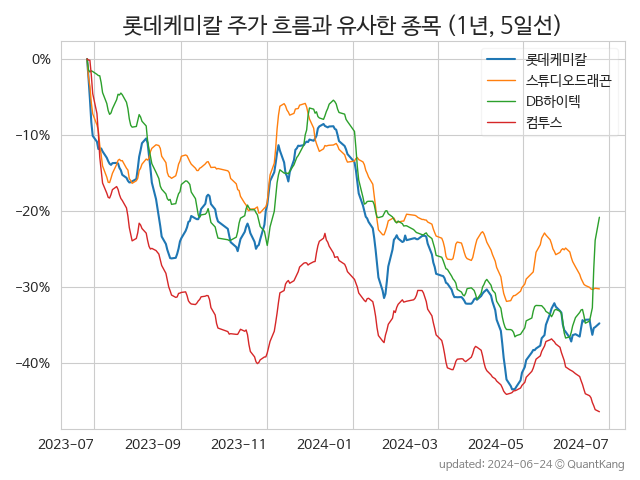 롯데케미칼 주가 흐름과 유사한 종목 (1년, 5일선)
롯데케미칼
스튜디오드래곤
DB하이텍
컴투스
0%
−10%
−20%
−30%
−40%
2023-07 2023-09 2023-11 2024-01 2024-03 2024-05 2024-07
updated: 2024-06-24 © QuantKang